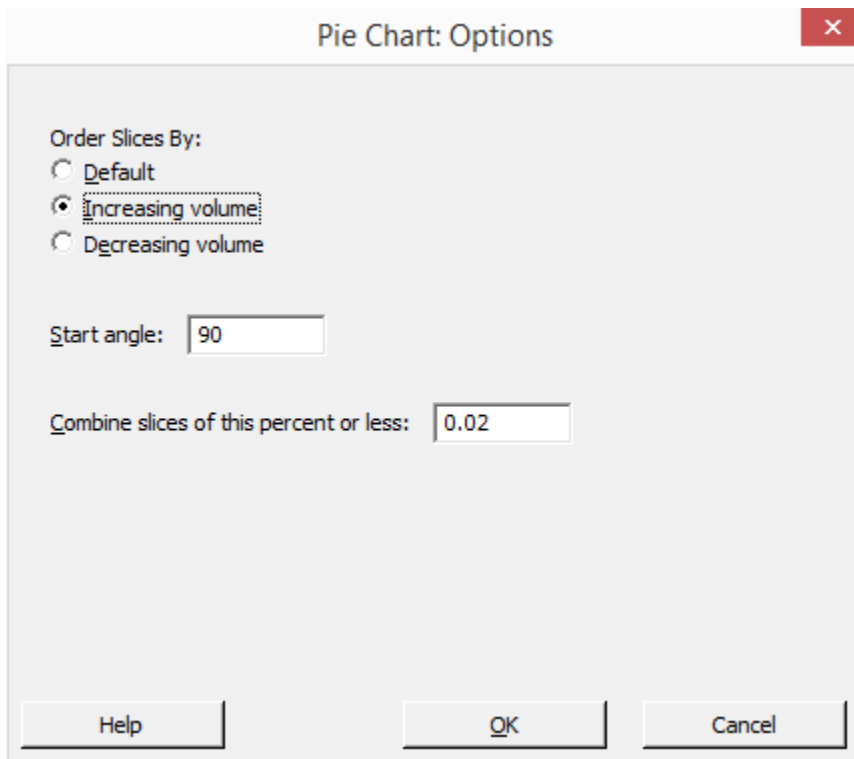 Pie Chart: Options
Order Slices By:
Default
Increasing volume
Decreasing volume
Start angle: 90
Combine slices of this percent or less: 0.02
Help OK Cancel